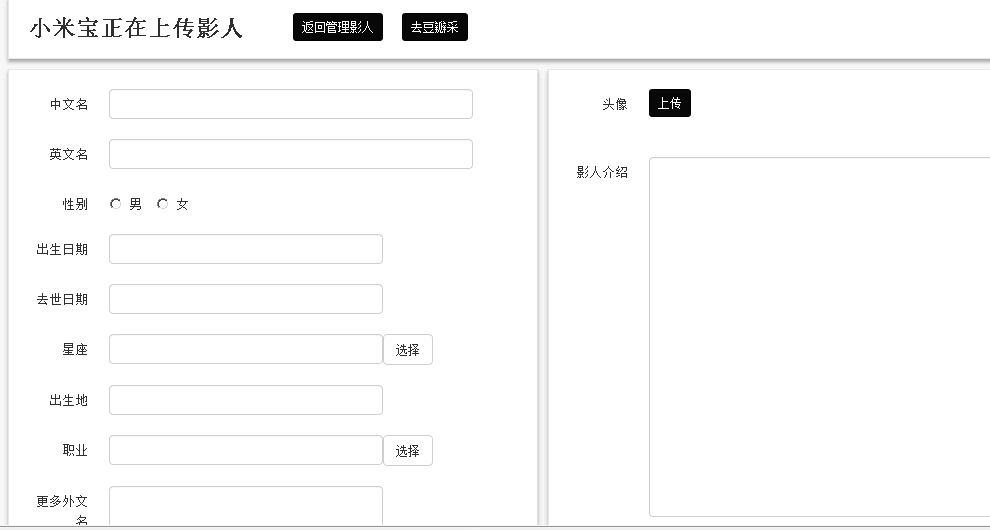 小米宝正在上传影人
返回管理影人
去豆瓣采
中文名
英文名
性别
男
女
出生日期
去世日期
星座
选择
出生地
职业
选择
更多外文
名
头像
上传
影人介绍